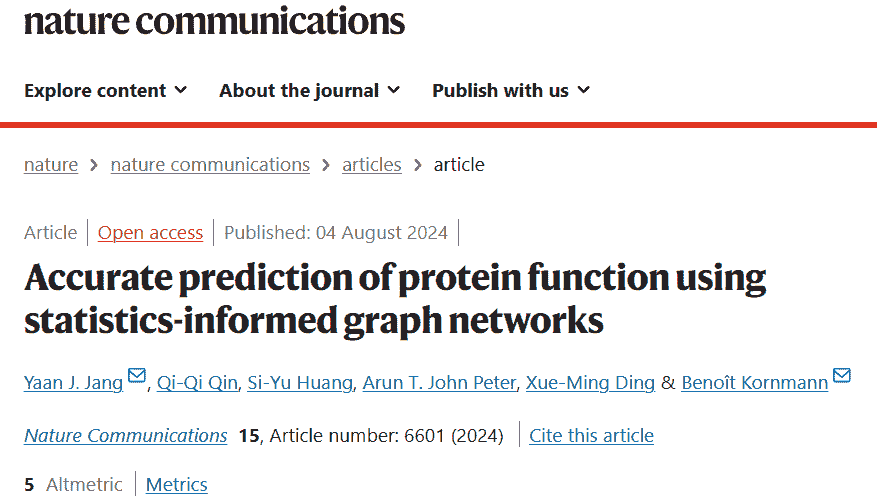 nature communications
Explore content About the journal Publish with us
nature > nature communications > articles > article
Article | Open access | Published: 04 August 2024 |
Accurate prediction of protein function using
statistics-informed graph networks
Yaan J. Jang, Qi-Qi Qin, Si-Yu Huang, Arun T. John Peter, Xue-Ming Ding & Benoît Kornmann
Nature Communications 15, Article number: 6601 (2024) | Cite this article
5 Altmetric | Metrics